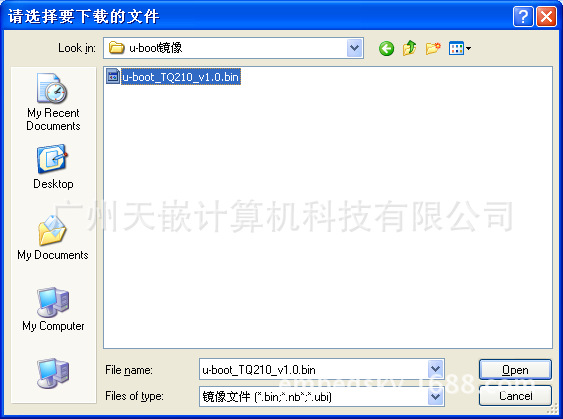 请选择要下载的文件
Look in:
u-boot镜像
u-boot_TQ210_v1.0.bin
My Recent
Documents
Desktop
广州天嵌计算机科技有限公司
My Documents
My Computer
File name:
u-boot_TQ210_v1.0.bin
Open
Files of type:
镜像文件 (*.bin;*.nb*;*.ubi)
Cancel
embedsky.1688.com